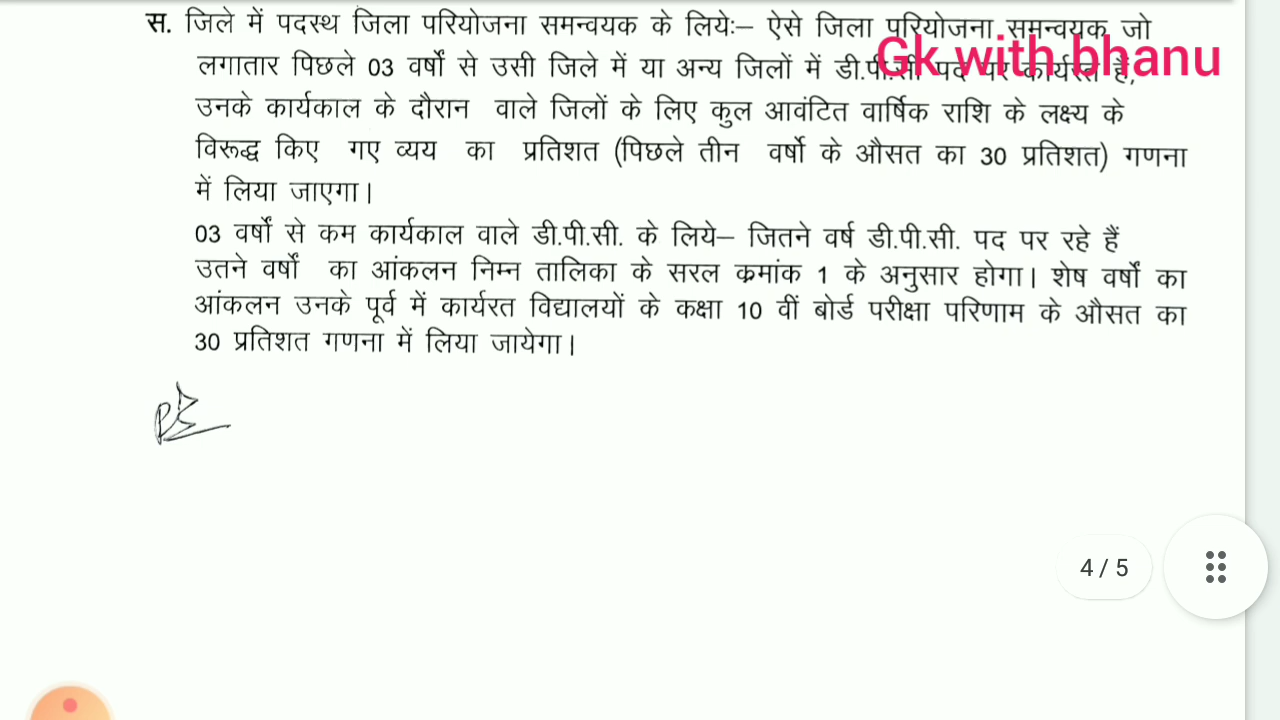 स. जिले में पदस्थ जिला परियोजना समन्वयक के लियेः– ऐसे जिला परियोजना समन्वयक जो
Gk with bhanu
लगातार पिछले 03 वर्षों से उसी जिले में या अन्य जिलों में डी.पी.सी पद पर कार्यरत हैं,
उनके कार्यकाल के दौरान वाले जिलों के लिए कुल आवंटित वार्षिक राशि के लक्ष्य के
विरूद्ध किए गए व्यय का प्रतिशत (पिछले तीन वर्षो के औसत का 30 प्रतिशत) गणना
में लिया जाएगा।
03 वर्षों से कम कार्यकाल वाले डी.पी.सी. के लिये– जितने वर्ष डी.पी.सी. पद पर रहे हैं
उतने वर्षों का आंकलन निम्न तालिका के सरल क्रमांक 1 के अनुसार होगा। शेष वर्षों का
आंकलन उनके पूर्व में कार्यरत विद्यालयों के कक्षा 10 वीं बोर्ड परीक्षा परिणाम के औसत का
30 प्रतिशत गणना में लिया जायेगा।
4 / 5